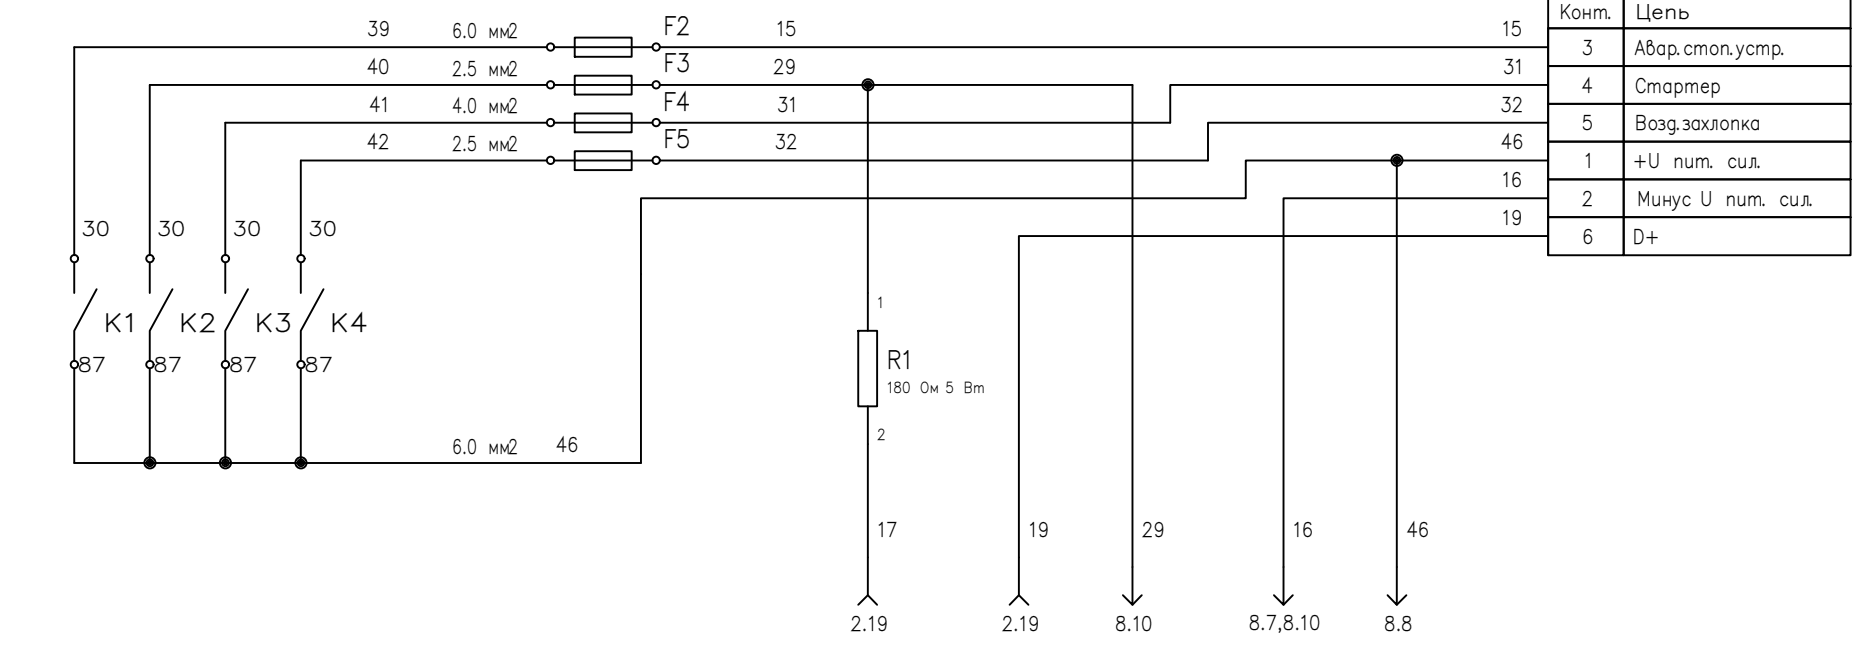 Конт. Цепь
39 6.0 мм2 F2 15 15 3 Авар.стоп.устр.
40 2.5 мм2 F3 29 31 4 Стартер
41 4.0 мм2 F4 31 32 5 Возд.захлопка
42 2.5 мм2 F5 32 46 1 +U пит. сил.
16 2 Минус U пит. сил.
19 6 D+
30 30 30 30
1
K1 K2 K3 K4
R1
87 87 87 87
180 Ом 5 Вт
2
6.0 мм2 46
17 19 29 16 46
2.19 2.19 8.10 8.7,8.10 8.8